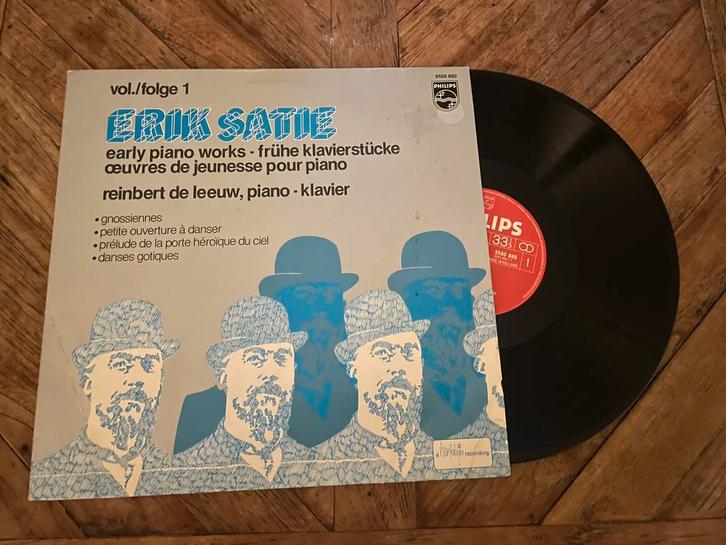 vol./folge 1
9500 880
PHILIPS
ERIK SATIE
early piano works - frühe klavierstücke
œuvres de jeunesse pour piano
reinbert de leeuw, piano - klavier
• gnossiennes
• petite ouverture à danser
• prélude de la porte héroïque du ciel
• danses gotiques
recording
LIPS
33⅓
9500 880
1